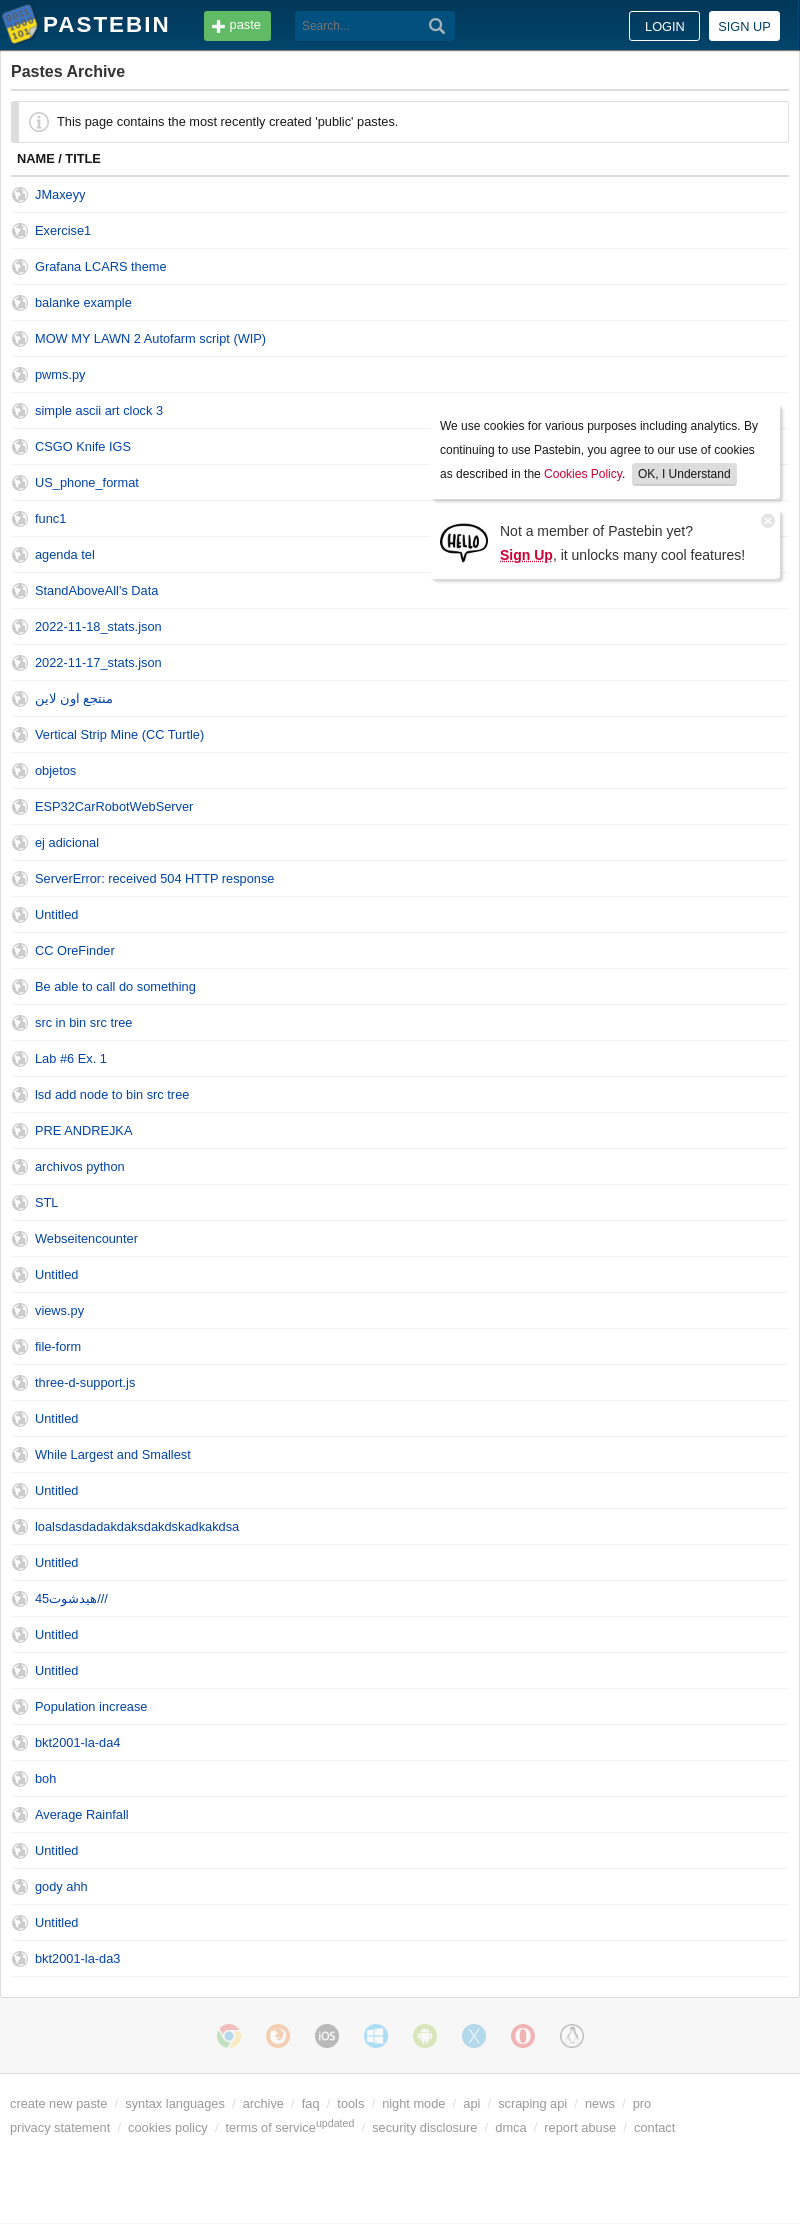 PASTEBIN
paste
Search...
LOGIN
SIGN UP
Pastes Archive
This page contains the most recently created 'public' pastes.
NAME / TITLE
JMaxeyy
Exercise1
Grafana LCARS theme
balanke example
MOW MY LAWN 2 Autofarm script (WIP)
pwms.py
simple ascii art clock 3
CSGO Knife IGS
US_phone_format
func1
agenda tel
We use cookies for various purposes including analytics. By
continuing to use Pastebin, you agree to our use of cookies
as described in the Cookies Policy. OK, I Understand
HELLO
Not a member of Pastebin yet?
Sign Up, it unlocks many cool features!
StandAboveAll's Data
2022-11-18_stats.json
2022-11-17_stats.json
منتجع اون لاين
Vertical Strip Mine (CC Turtle)
objetos
ESP32CarRobotWebServer
ej adicional
ServerError: received 504 HTTP response
Untitled
CC OreFinder
Be able to call do something
src in bin src tree
Lab #6 Ex. 1
lsd add node to bin src tree
PRE ANDREJKA
archivos python
STL
Webseitencounter
Untitled
views.py
file-form
three-d-support.js
Untitled
While Largest and Smallest
Untitled
loalsdasdadakdaksdakdskadkakdsa
Untitled
45هيدشوت///
Untitled
Untitled
Population increase
bkt2001-la-da4
boh
Average Rainfall
Untitled
gody ahh
Untitled
bkt2001-la-da3
iOS
create new paste / syntax languages / archive / faq / tools / night mode / api / scraping api / news / pro
privacy statement / cookies policy / terms of service updated / security disclosure / dmca / report abuse / contact